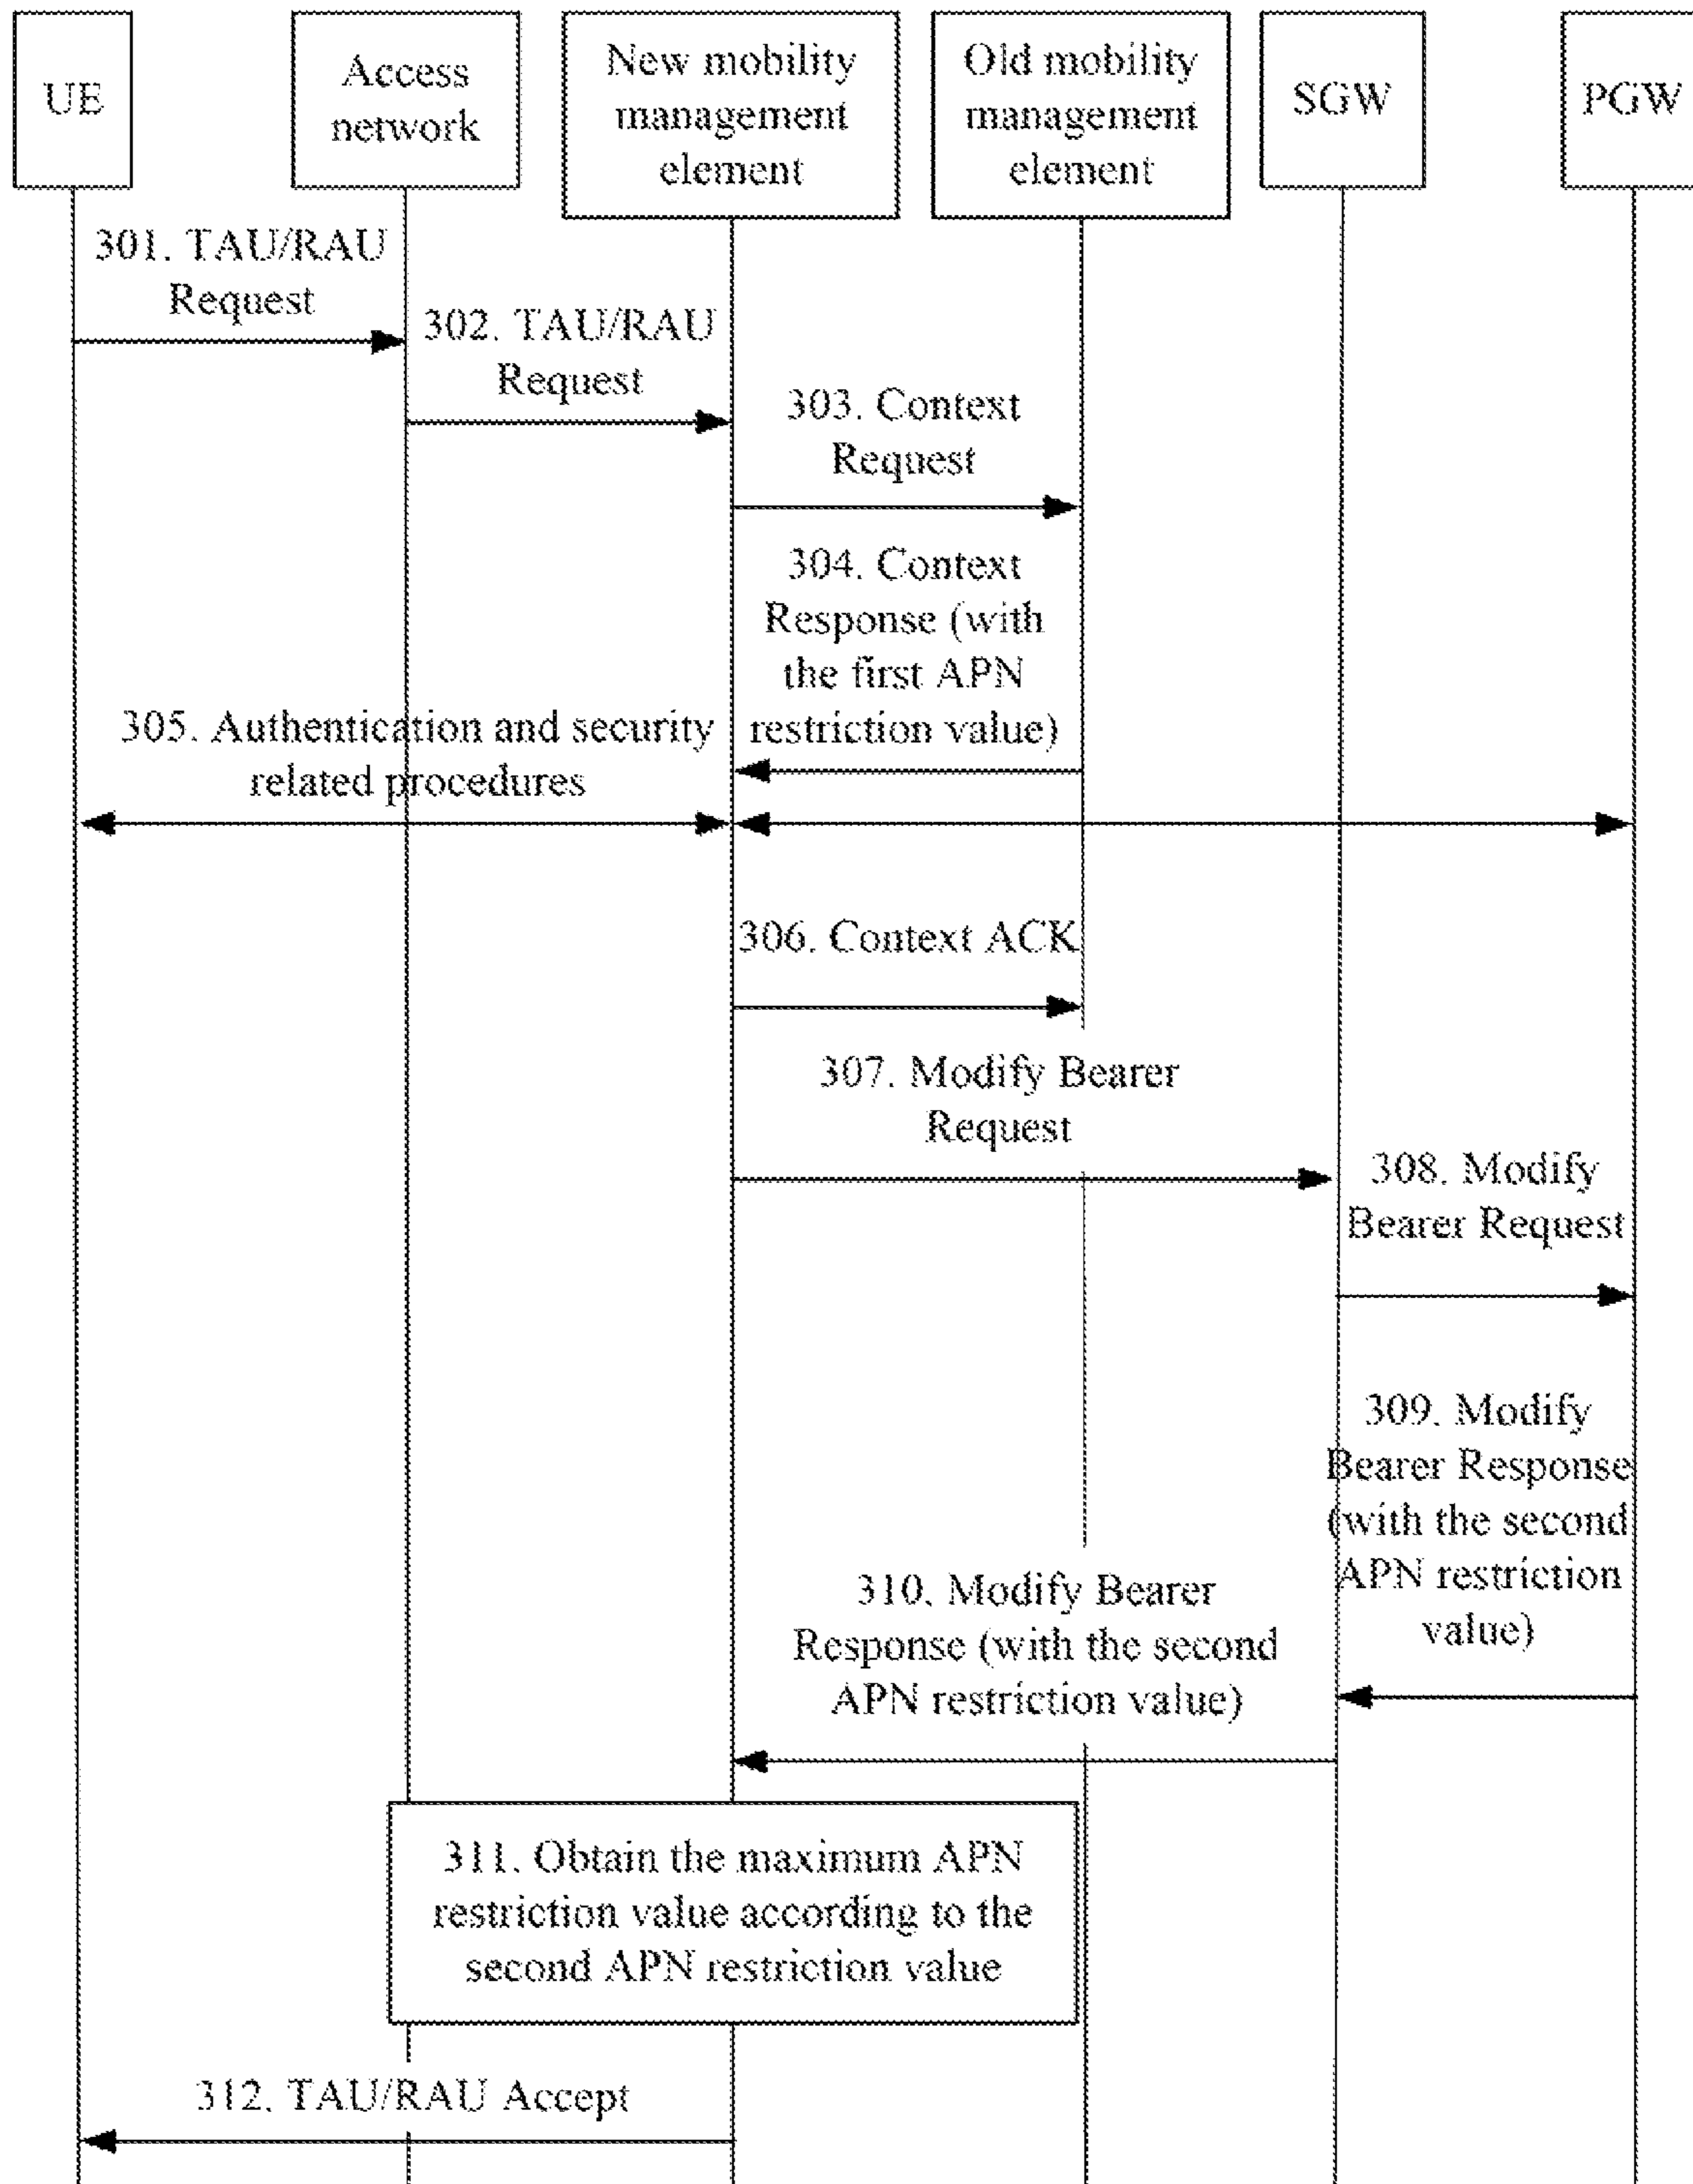 UE
Access
network
New mobility
management
element
Old mobility
management
element
SGW
PGW
301. TAU/RAU
Request
302. TAU/RAU
Request
303. Context
Request
304. Context
Response (with
the first APN
restriction value)
305. Authentication and security
related procedures
306. Context ACK
307. Modify Bearer
Request
308. Modify
Bearer Request
309. Modify
Bearer Response
(with the second
APN restriction
value)
310. Modify Bearer
Response (with the second
APN restriction value)
311. Obtain the maximum APN
restriction value according to the
second APN restriction value
312. TAU/RAU Accept